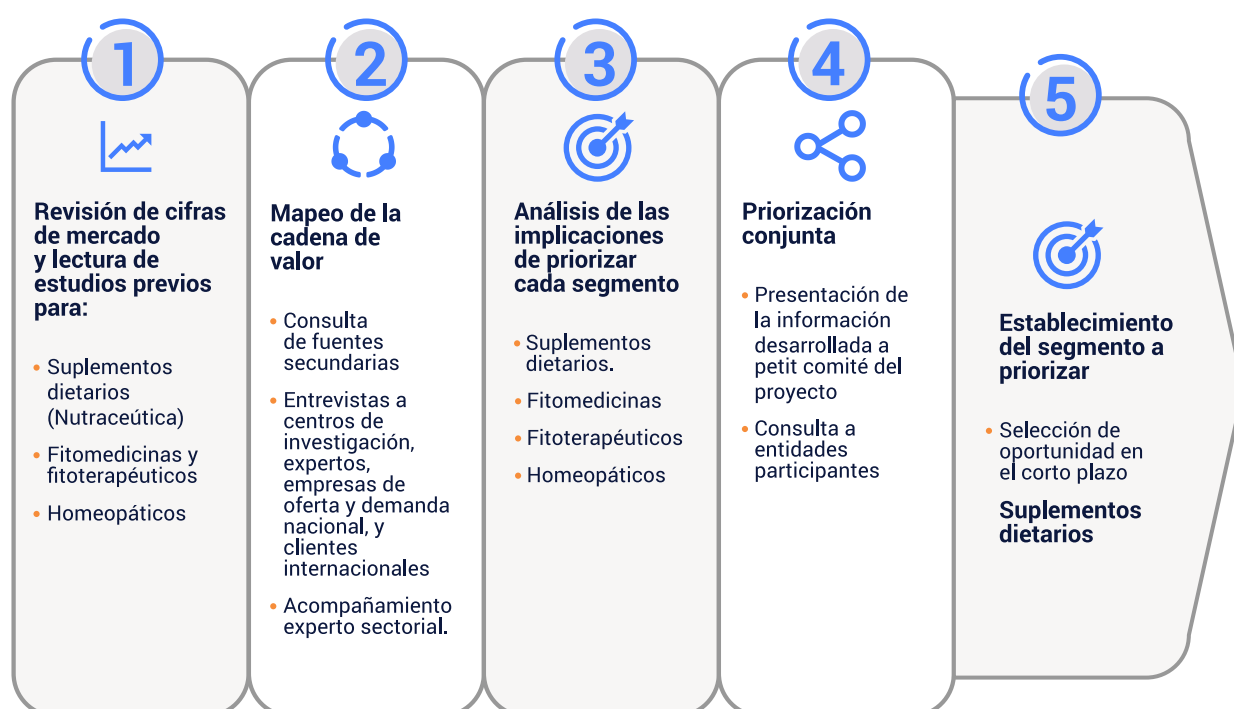 1
Revisión de cifras
de mercado
y lectura de
estudios previos
para:
• Suplementos
dietarios
(Nutraceútica)
• Fitomedicinas y
fitoterapéuticos
• Homeopáticos
2
Mapeo de la
cadena de
valor
• Consulta
de fuentes
secundarias
• Entrevistas a
centros de
investigación,
expertos,
empresas de
oferta y demanda
nacional, y
clientes
internacionales
• Acompañamiento
experto sectorial.
3
Análisis de las
implicaciones
de priorizar
cada segmento
• Suplementos
dietarios.
• Fitomedicinas
• Fitoterapéuticos
• Homeopáticos
4
Priorización
conjunta
• Presentación de
la información
desarrollada a
petit comité del
proyecto
• Consulta a
entidades
participantes
5
Establecimiento
del segmento a
priorizar
• Selección de
oportunidad en
el corto plazo
Suplementos
dietarios